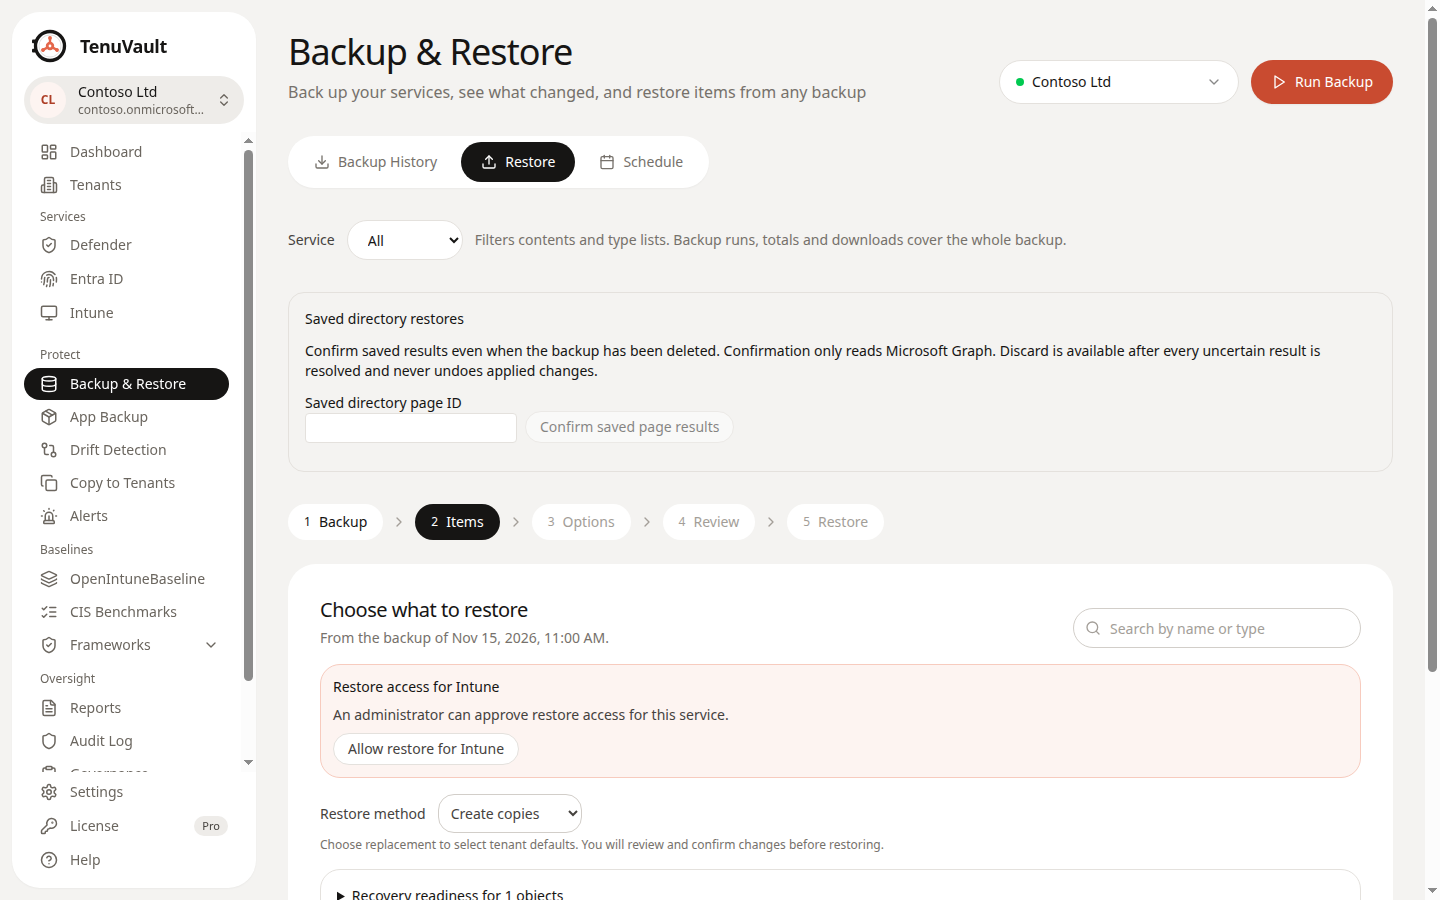 TenuVault
CL
Contoso Ltd
contoso.onmicrosoft...
Dashboard
Tenants
Services
Defender
Entra ID
Intune
Protect
Backup & Restore
App Backup
Drift Detection
Copy to Tenants
Alerts
Baselines
OpenIntuneBaseline
CIS Benchmarks
Frameworks
Oversight
Reports
Audit Log
Settings
License
Pro
Help
Backup & Restore
Back up your services, see what changed, and restore items from any backup
Contoso Ltd
Run Backup
Backup History
Restore
Schedule
Service
All
Filters contents and type lists. Backup runs, totals and downloads cover the whole backup.
Saved directory restores
Confirm saved results even when the backup has been deleted. Confirmation only reads Microsoft Graph. Discard is available after every uncertain result is
resolved and never undoes applied changes.
Saved directory page ID
Confirm saved page results
1 Backup
2 Items
3 Options
4 Review
5 Restore
Choose what to restore
From the backup of Nov 15, 2026, 11:00 AM.
Search by name or type
Restore access for Intune
An administrator can approve restore access for this service.
Allow restore for Intune
Restore method
Create copies
Choose replacement to select tenant defaults. You will review and confirm changes before restoring.
Recovery readiness for 1 objects